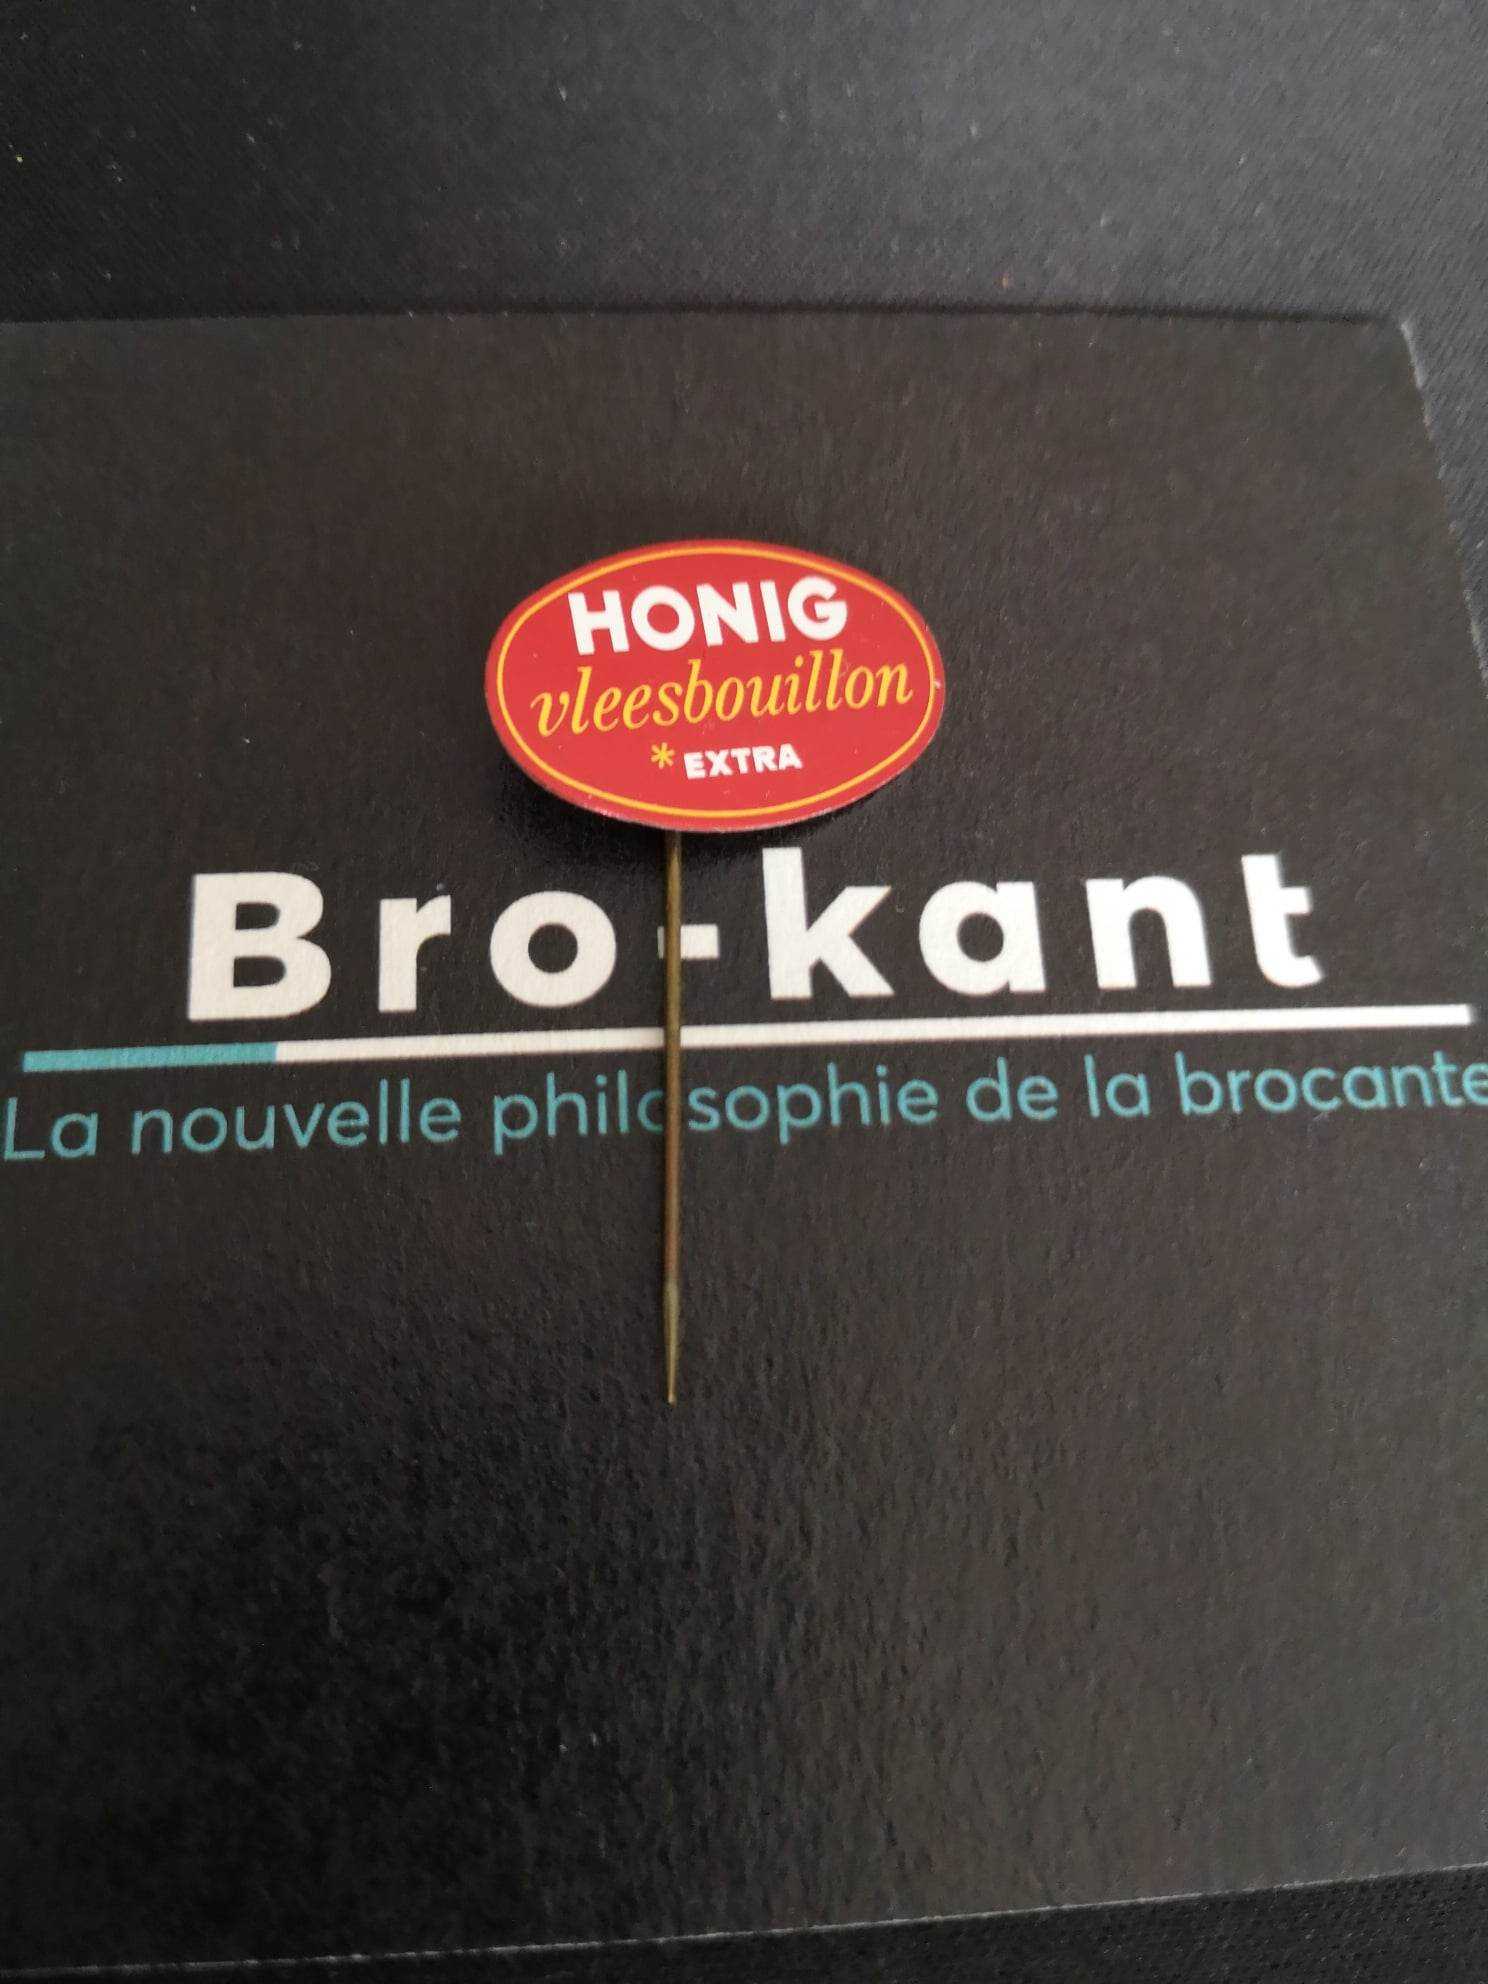 HONIG
vleesbouillon
* EXTRA
Bro-kant
La nouvelle philosophie de la brocante